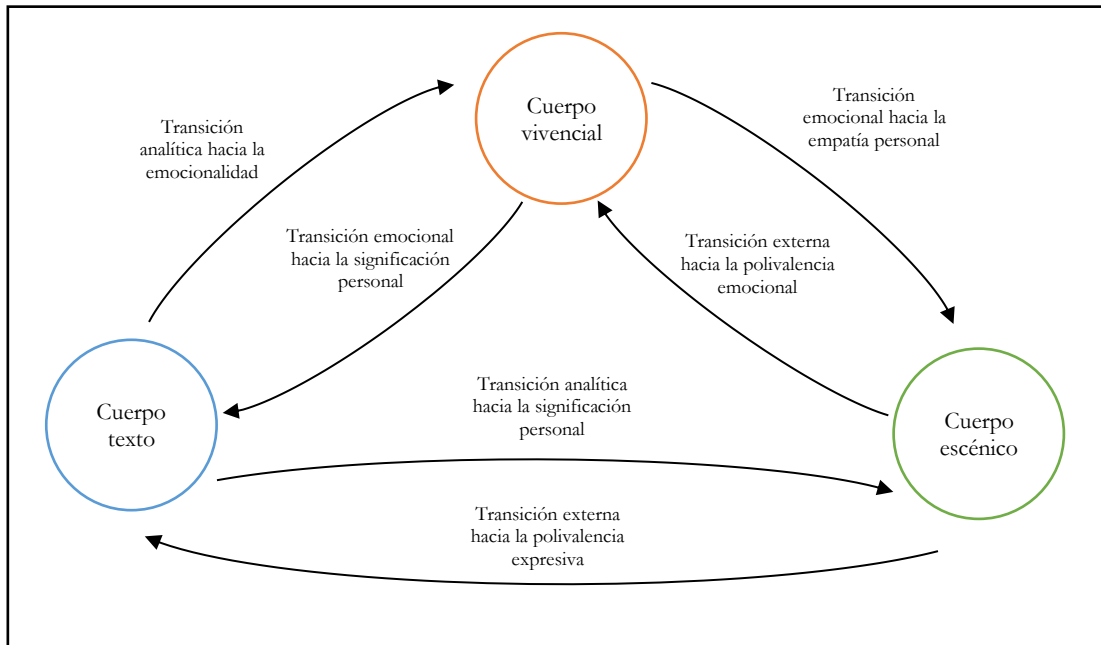 Cuerpo
vivencial
Transición
emocional hacia la
empatía personal
Transición
analítica hacia la
emocionalidad
Transición emocional
hacia la significación
personal
Transición externa
hacia la polivalencia
emocional
Cuerpo
texto
Transición analítica
hacia la significación
personal
Cuerpo
escénico
Transición externa
hacia la polivalencia
expresiva